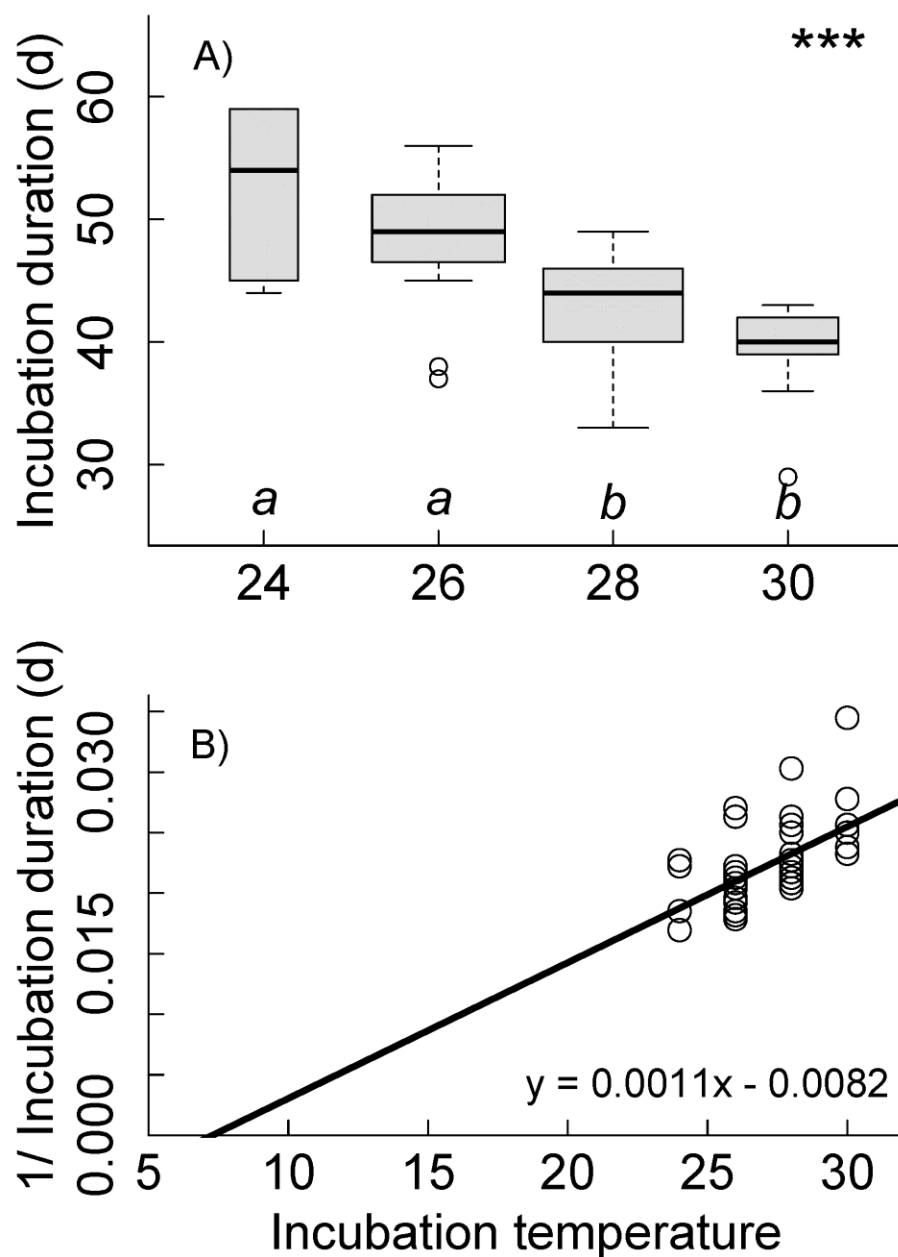 A)
***
Incubation duration (d)
60
50
40
30
a a b b
24 26 28 30
B)
1/ Incubation duration (d)
0.030
0.015
0.000
y = 0.0011x - 0.0082
5 10 15 20 25 30
Incubation temperature